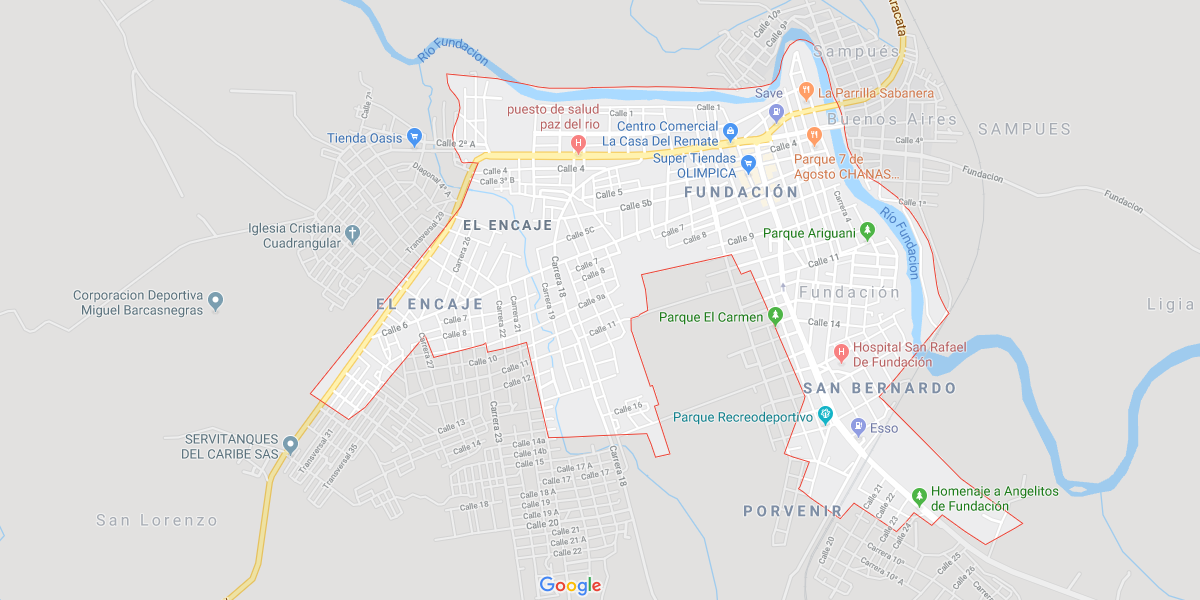 Calle 10ª
Calle 9ª
Aracata
Río Fundacion
Sampués
Save
La Parrilla Sabanera
Calle 7ª
puesto de salud
paz del rio
Calle 1
Calle 1
Centro Comercial
La Casa Del Remate
Buenos Aires
SAMPUES
Tienda Oasis
Calle 2ª A
Calle 4
Calle 4ª
Super Tiendas
OLIMPICA
Parque 7 de
Agosto CHANAS...
Calle 4
Calle 4
Calle 3ª B
Diagonal 4ª A
Fundacion
Fundacion
FUNDACIÓN
Calle 5
Calle 5b
Carrera 4
Calle 1ª
Río Fundacion
Transversal 29
EL ENCAJE
Iglesia Cristiana
Cuadrangular
Calle 5C
Calle 7
Calle 8
Calle 9
Parque Ariguani
Carrera 26
Carrera 18
Calle 7
Calle 8
Calle 11
Corporacion Deportiva
Miguel Barcasnegras
EL ENCAJE
Carrera 19
Calle 9a
Fundación
Ligia
Carrera 22
Carrera 21
Calle 6
Calle 7
Calle 8
Calle 11
Parque El Carmen
Calle 14
Carrera 27
Calle 10
Calle 11
Calle 12
Hospital San Rafael
De Fundación
SAN BERNARDO
Calle 16
Parque Recreodeportivo
Esso
Carrera 23
Calle 13
Calle 14
Transversal 31
Transversal 35
SERVITANQUES
DEL CARIBE SAS
Calle 14a
Calle 14b
Calle 15
Calle 17 A
Calle 17
Calle 17
Carrera 18
Calle 18 A
Calle 18
Calle 19 A
Calle 19
Calle 20
Calle 21
Calle 21 A
Calle 22
San Lorenzo
PORVENIR
Calle 21
Calle 22
Calle 23
Calle 24
Calle 20
Homenaje a Angelitos
de Fundación
Carrera 10ª
Carrera 10ª A
Calle 25
Calle 26
Google